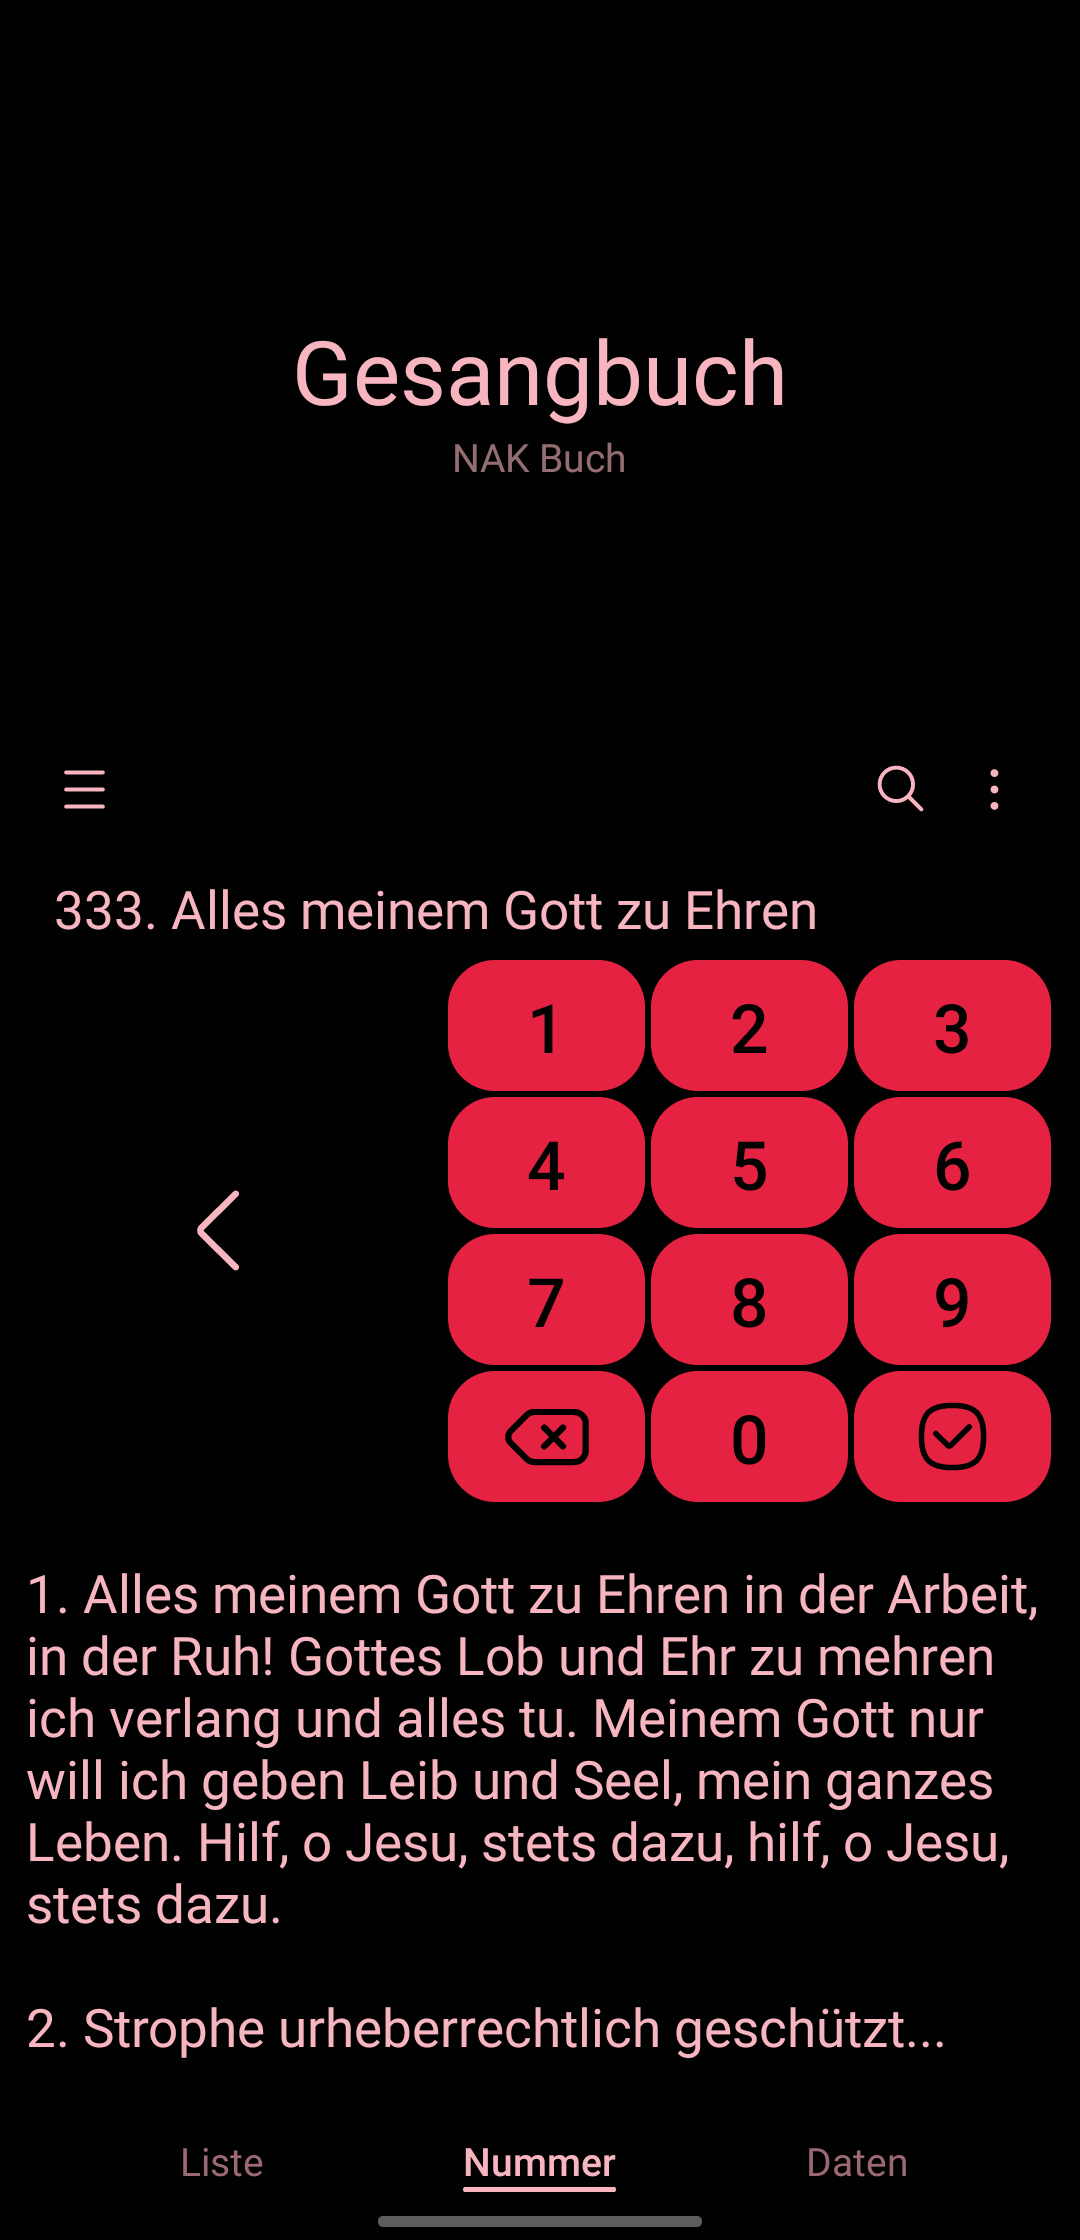 Gesangbuch
NAK Buch
333. Alles meinem Gott zu Ehren
1 2 3
4 5 6
7 8 9
0
1. Alles meinem Gott zu Ehren in der Arbeit,
in der Ruh! Gottes Lob und Ehr zu mehren
ich verlang und alles tu. Meinem Gott nur
will ich geben Leib und Seel, mein ganzes
Leben. Hilf, o Jesu, stets dazu, hilf, o Jesu,
stets dazu.
2. Strophe urheberrechtlich geschützt...
Liste Nummer Daten